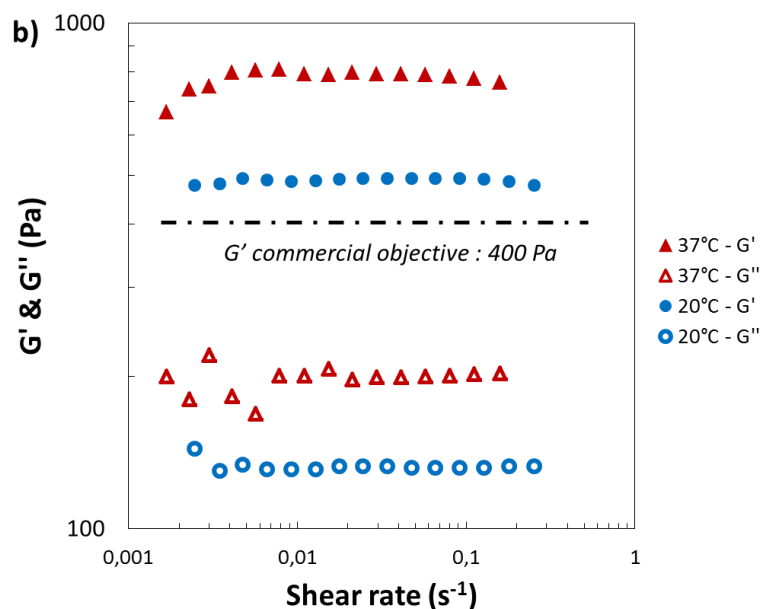 b)
1000
100
G' & G'' (Pa)
G’ commercial objective : 400 Pa
37°C - G'
37°C - G''
20°C - G'
20°C - G''
0,001
0,01
0,1
1
Shear rate (s-1)